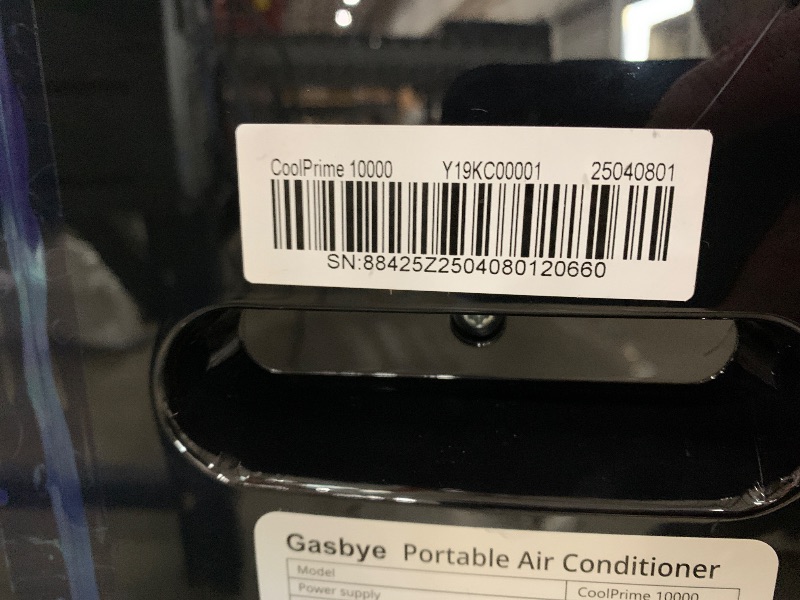 CoolPrime 10000 Y19KC00001 25040801
SN:88425Z2504080120660
Gasbye Portable Air Conditioner
Model
CoolPrime 10000
Power supply